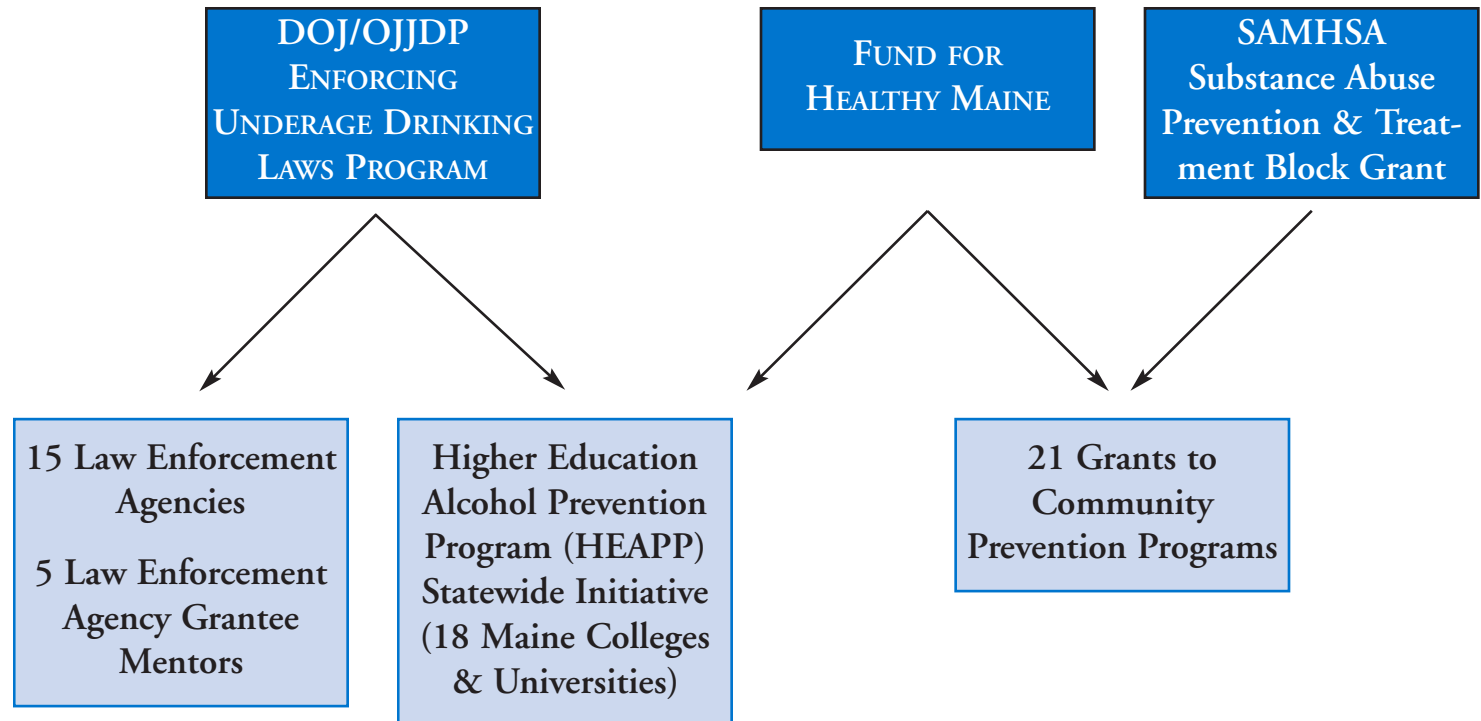 DOJ/OJJDP
ENFORCING
UNDERAGE DRINKING
LAWS PROGRAM
FUND FOR
HEALTHY MAINE
SAMHSA
Substance Abuse
Prevention & Treat-
ment Block Grant
15 Law Enforcement
Agencies
5 Law Enforcement
Agency Grantee
Mentors
Higher Education
Alcohol Prevention
Program (HEAPP)
Statewide Initiative
(18 Maine Colleges
& Universities)
21 Grants to
Community
Prevention Programs